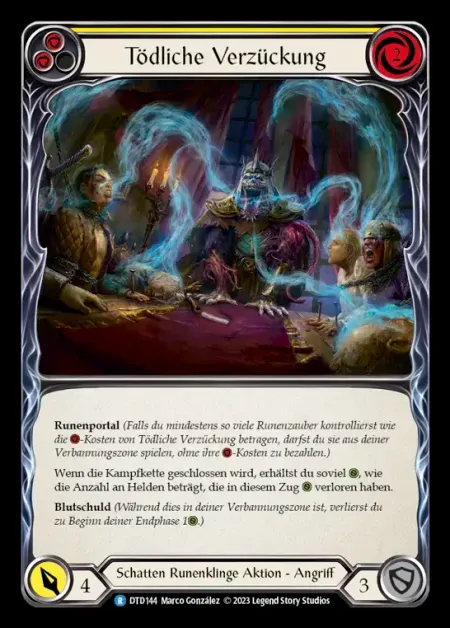 2
Tödliche Verzückung
Runenportal (Falls du mindestens so viele Runenzauber kontrollierst wie
die -Kosten von Tödliche Verzückung betragen, darfst du sie aus deiner
Verbannungszone spielen, ohne ihre -Kosten zu bezahlen.)
Wenn die Kampfkette geschlossen wird, erhältst du soviel , wie
die Anzahl an Helden beträgt, die in diesem Zug verloren haben.
Blutschuld (Während dies in deiner Verbannungszone ist, verlierst du
zu Beginn deiner Endphase 1.)
4
Schatten Runenklinge Aktion - Angriff
3
R DTD144 Marco González © 2023 Legend Story Studios